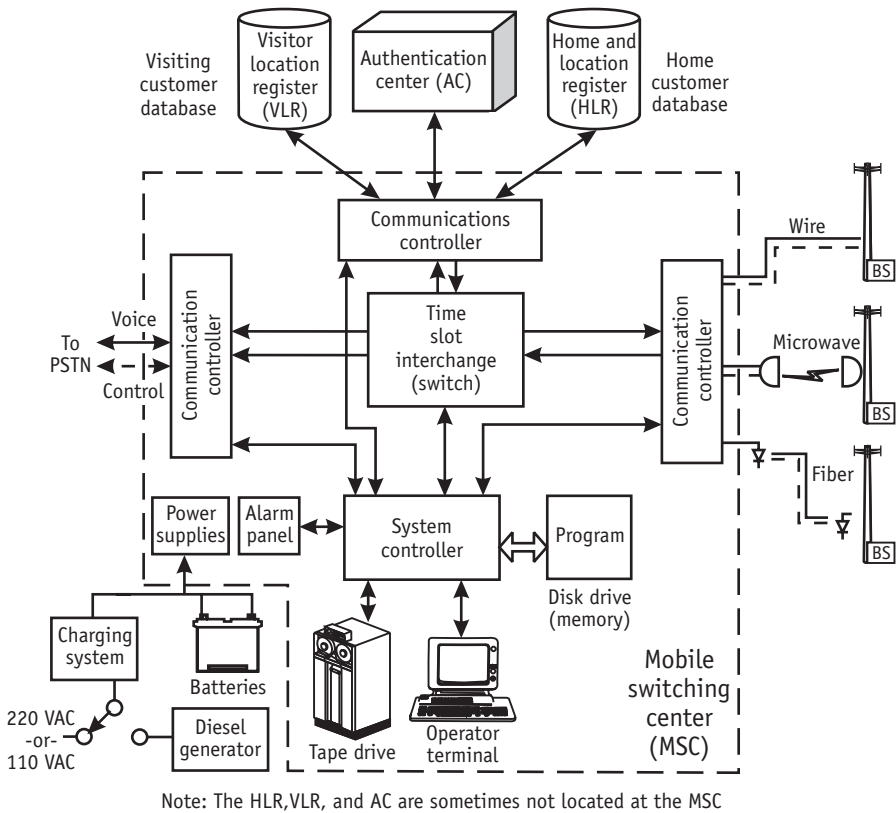 Visiting
customer
database
Visitor
location
register
(VLR)
Authentication
center (AC)
Home and
location
register
(HLR)
Home
customer
database
Communications
controller
To
PSTN
Voice
Control
Communication
controller
Time
slot
interchange
(switch)
Communication
controller
Wire
BS
Microwave
BS
Fiber
BS
Power
supplies
Alarm
panel
System
controller
Program
Disk drive
(memory)
Charging
system
Batteries
220 VAC
-or-
110 VAC
Diesel
generator
Tape drive
Operator
terminal
Mobile
switching
center
(MSC)
Note: The HLR,VLR, and AC are sometimes not located at the MSC